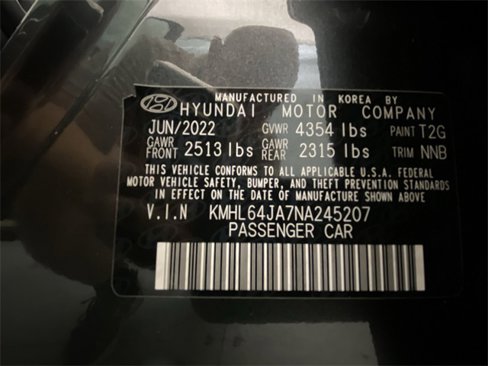 MANUFACTURED IN KOREA BY
HYUNDAI MOTOR COMPANY
JUN/2022 GVWR 4354 lbs PAINT T2G
GAWR FRONT 2513 lbs GAWR REAR 2315 lbs TRIM NNB
THIS VEHICLE CONFORMS TO ALL APPLICABLE U.S.A. FEDERAL
MOTOR VEHICLE SAFETY, BUMPER, AND THEFT PREVENTION STANDARDS
IN EFFECT ON THE DATE OF MANUFACTURE SHOWN ABOVE
V.I.N KMHL64JA7NA245207
PASSENGER CAR